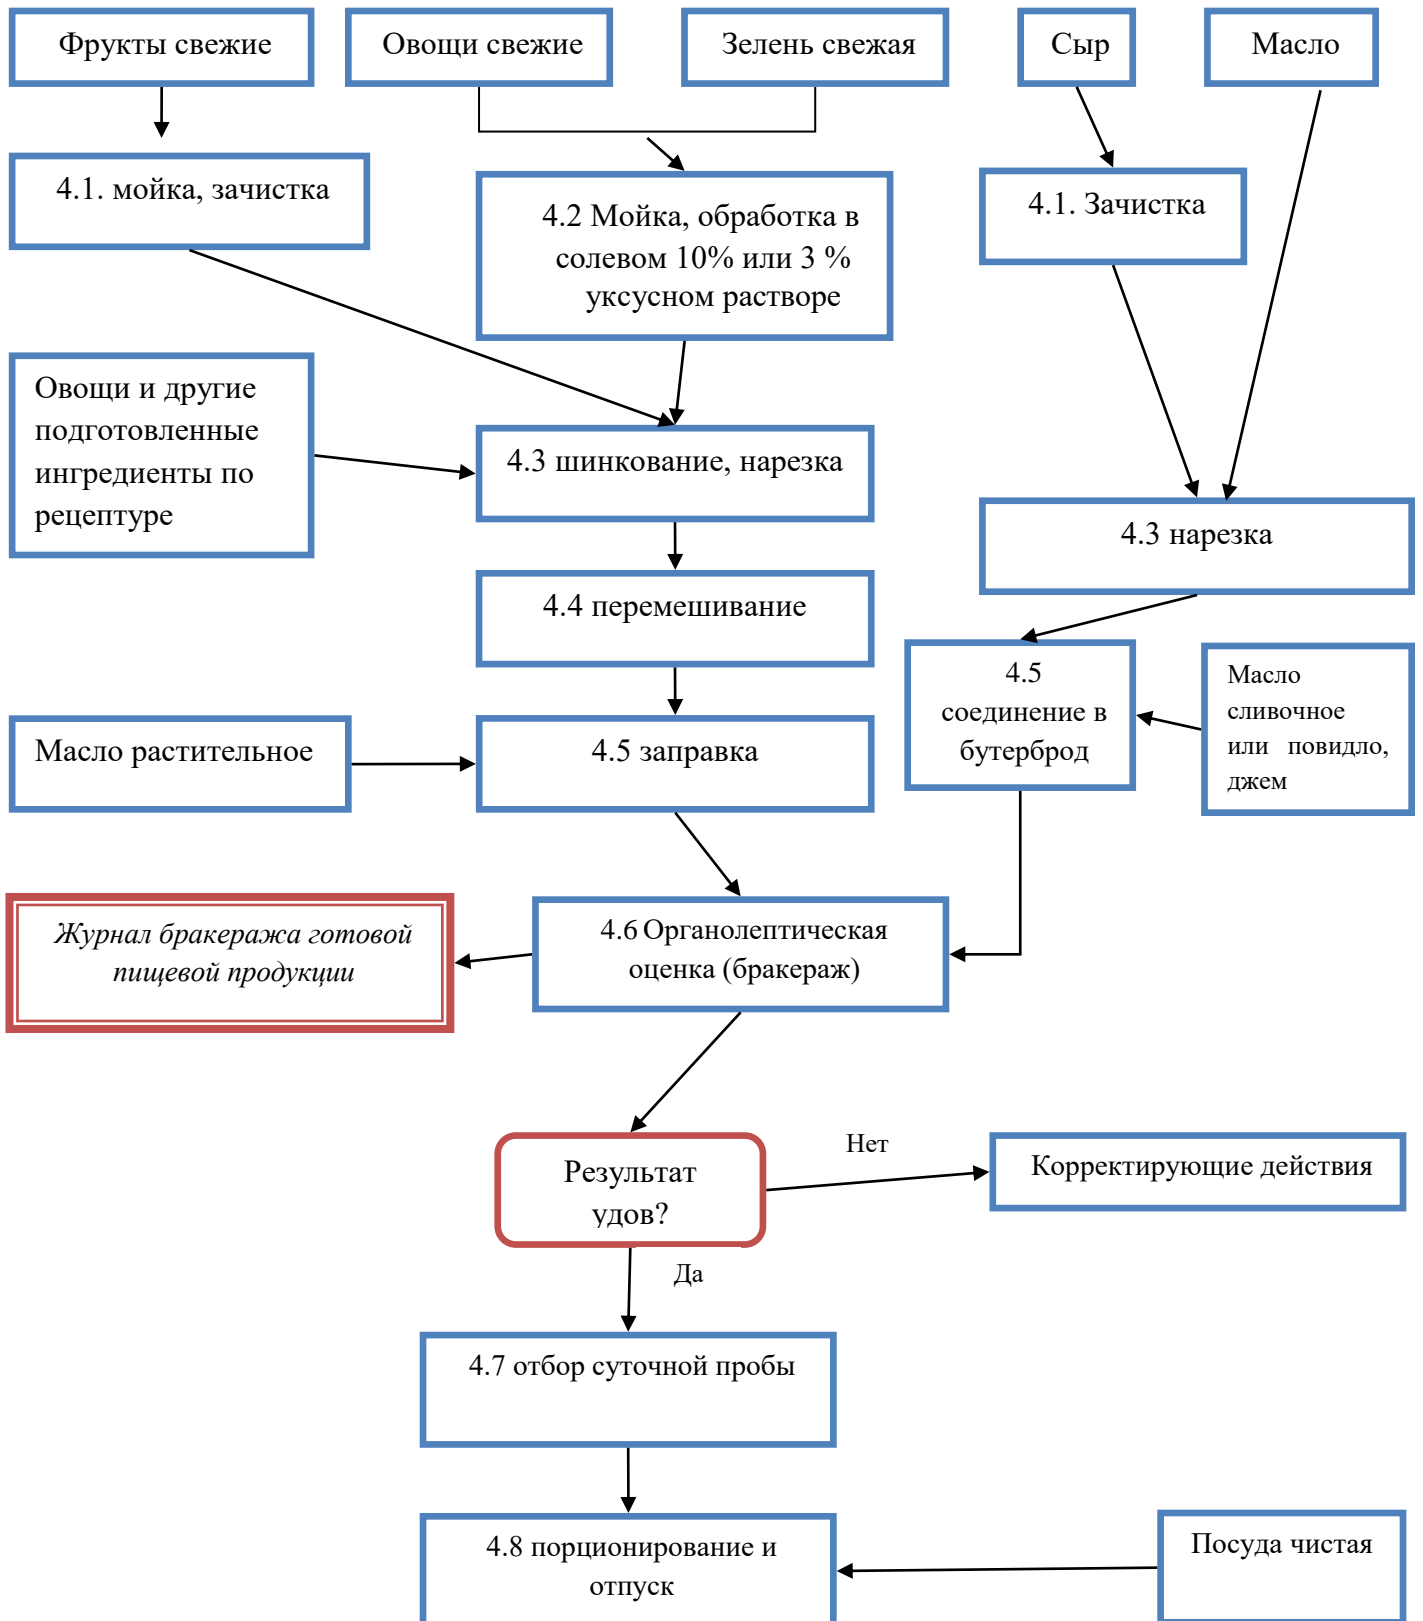 Фрукты свежие
Овощи свежие
Зелень свежая
Сыр
Масло
4.1. мойка, зачистка
4.2 Мойка, обработка в
солевом 10% или 3 %
уксусном растворе
4.1. Зачистка
Овощи и другие
подготовленные
ингредиенты по
рецептуре
4.3 шинкование, нарезка
4.3 нарезка
4.4 перемешивание
4.5
соединение в
бутерброд
Масло
сливочное
или повидло,
джем
Масло растительное
4.5 заправка
Журнал бракеража готовой
пищевой продукции
4.6 Органолептическая
оценка (бракераж)
Результат
удов?
Нет
Корректирующие действия
Да
4.7 отбор суточной пробы
4.8 порционирование и
отпуск
Посуда чистая